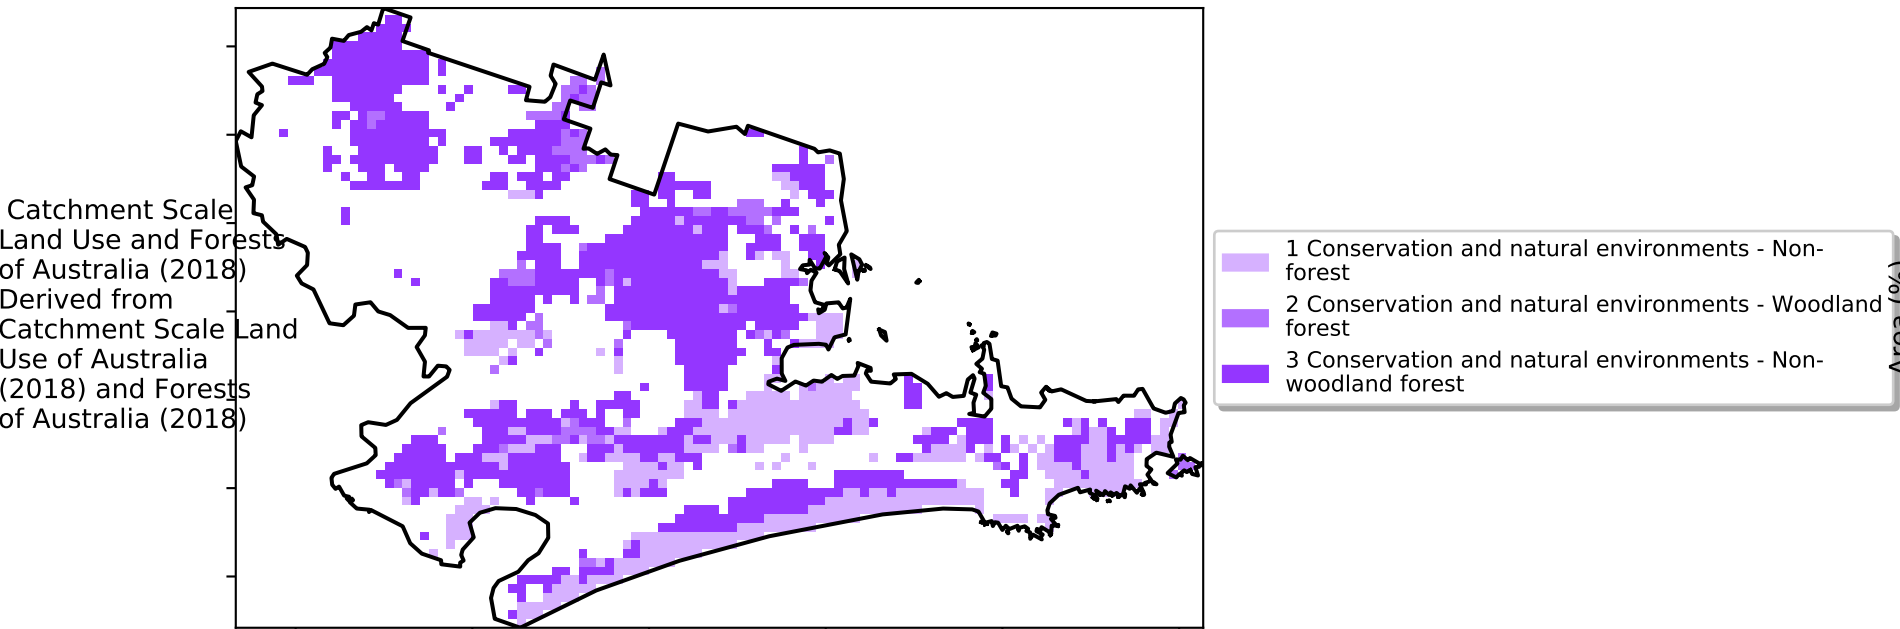 Catchment Scale
Land Use and Forests
of Australia (2018)
Derived from
Catchment Scale Land
Use of Australia
(2018) and Forests
of Australia (2018)
1 Conservation and natural environments - Non-
forest
2 Conservation and natural environments - Woodland
forest
3 Conservation and natural environments - Non-
woodland forest